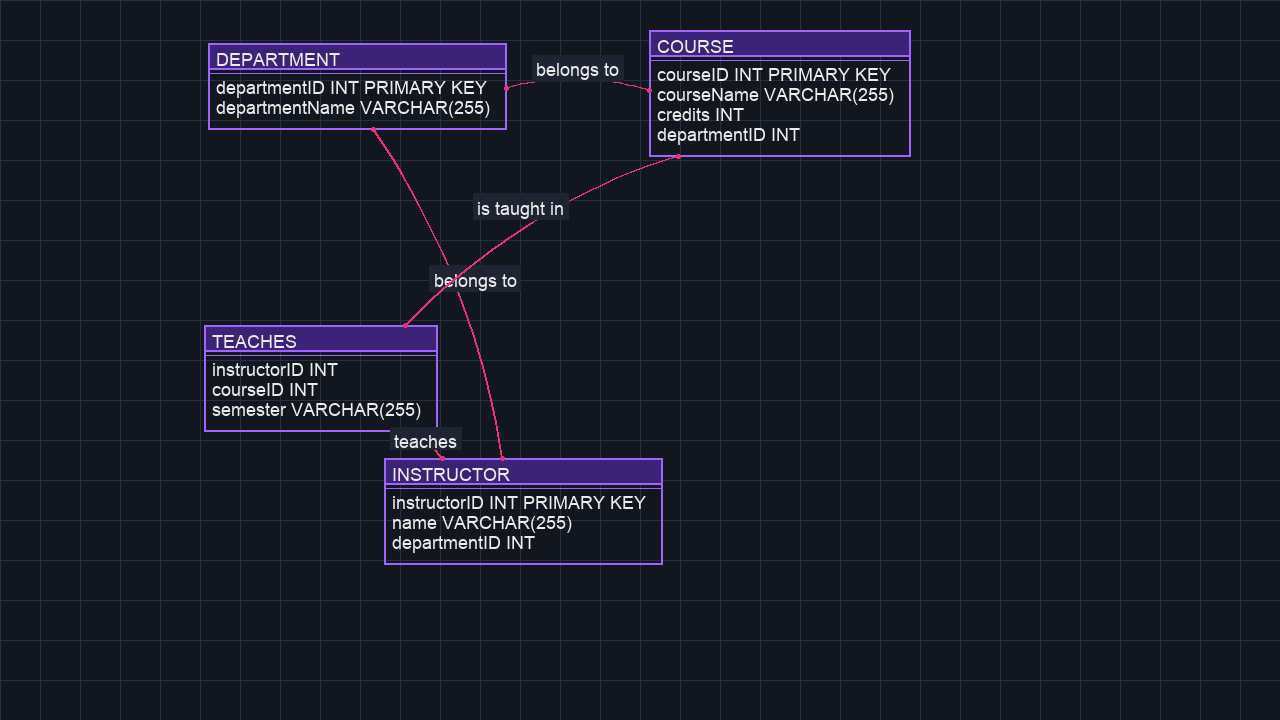 DEPARTMENT
departmentID INT PRIMARY KEY
departmentName VARCHAR(255)
belongs to
COURSE
courseID INT PRIMARY KEY
courseName VARCHAR(255)
credits INT
departmentID INT
is taught in
belongs to
TEACHES
instructorID INT
courseID INT
semester VARCHAR(255)
teaches
INSTRUCTOR
instructorID INT PRIMARY KEY
name VARCHAR(255)
departmentID INT